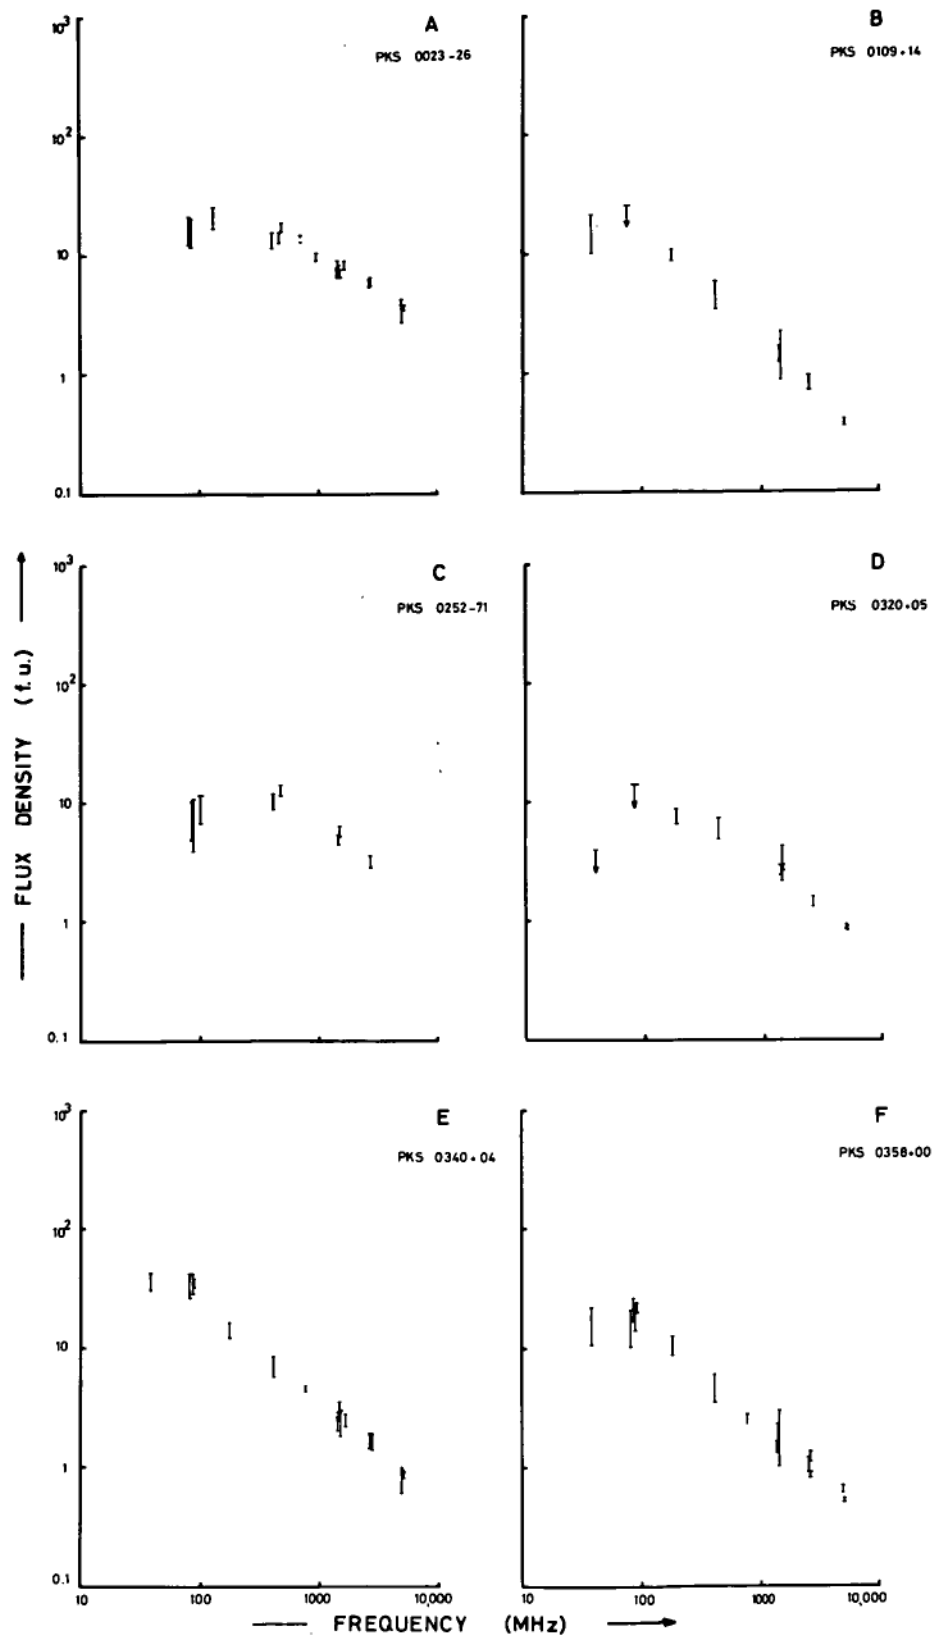 A
B
PKS 0023-26
PKS 0109+14
10³
10²
10
1
0.1
C
D
PKS 0252-71
PKS 0320+05
10³
10²
10
1
0.1
FLUX DENSITY (f.u.)
E
F
PKS 0340+04
PKS 0358+00
10³
10²
10
1
0.1
10 100 1000 10,000
10 100 1000 10,000
FREQUENCY (MHz)